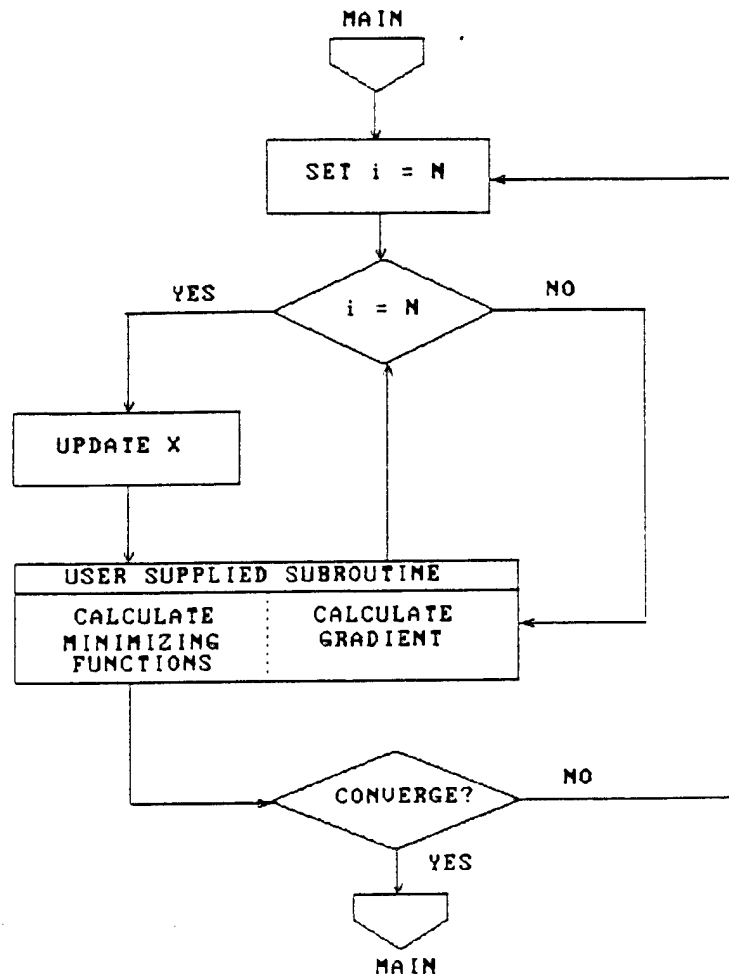 MAIN
SET i = N
i = N
YES
NO
UPDATE X
USER SUPPLIED SUBROUTINE
CALCULATE
MINIMIZING
FUNCTIONS
CALCULATE
GRADIENT
CONVERGE?
NO
YES
MAIN